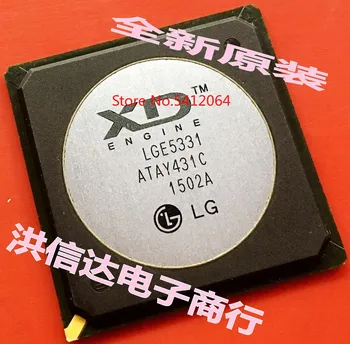 全新原装
XD™
ENGINE
Store No.5412064
LGE5331
ATAY431C
1502A
LG
洪信达电子商行